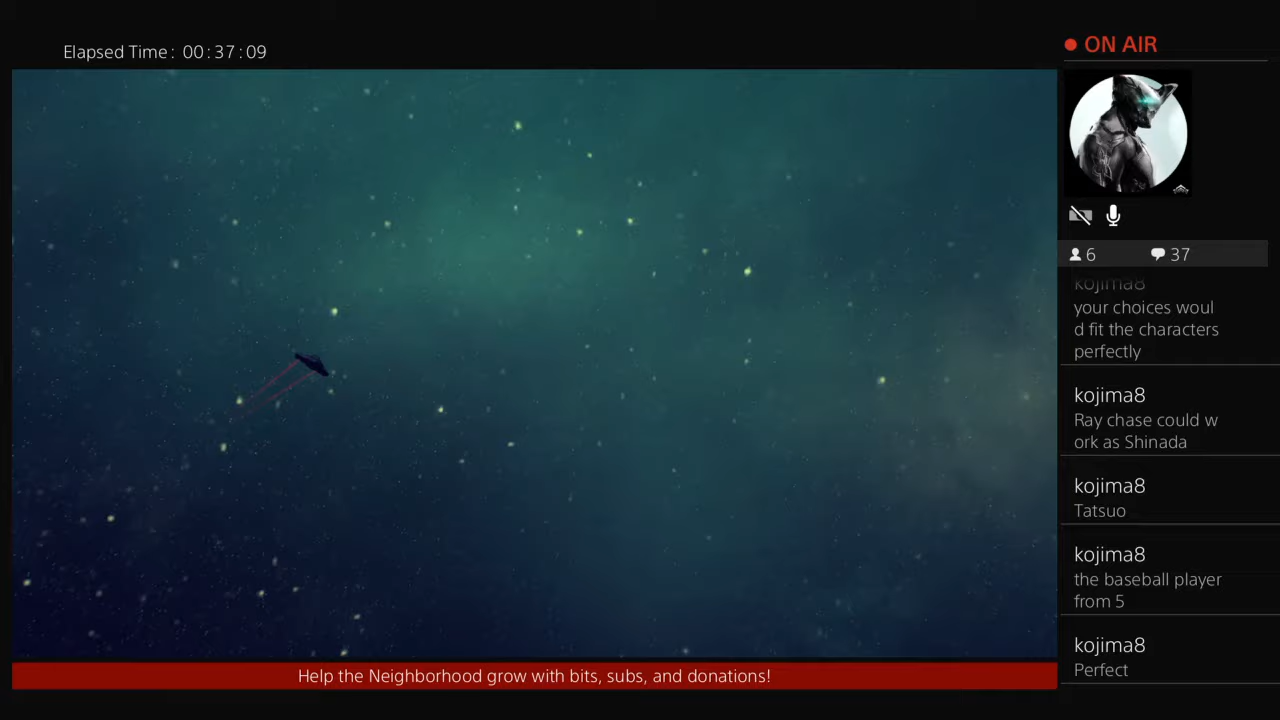 Elapsed Time: 00:37:09
ON AIR
6
37
kojima8
your choices woul
d fit the characters
perfectly
kojima8
Ray chase could w
ork as Shinada
kojima8
Tatsuo
kojima8
the baseball player
from 5
kojima8
Perfect
Help the Neighborhood grow with bits, subs, and donations!